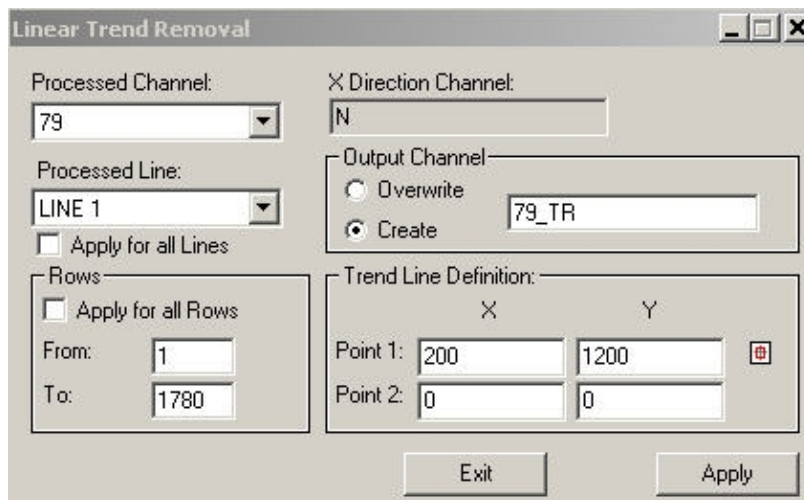 Linear Trend Removal
Processed Channel:
79
X Direction Channel:
N
Processed Line:
LINE 1
Apply for all Lines
Output Channel
Overwrite
Create
79_TR
Rows
Apply for all Rows
From:
1
To:
1780
Trend Line Definition:
X Y
Point 1: 200 1200
Point 2: 0 0
Exit
Apply